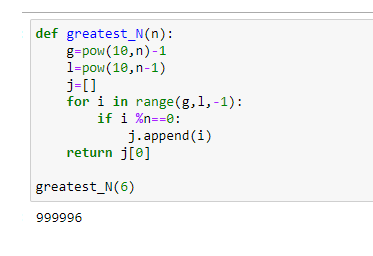 def greatest_N(n):
    g=pow(10,n)-1
    l=pow(10,n-1)
    j=[]
    for i in range(g,l,-1):
        if i %n==0:
            j.append(i)
    return j[0]

greatest_N(6)
999996